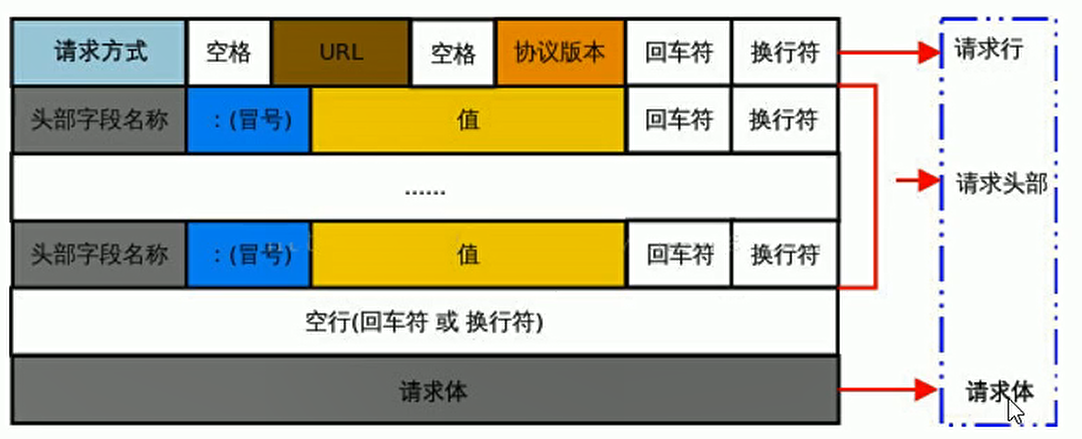 请求方式 空格 URL 空格 协议版本 回车符 换行符 请求行
头部字段名称 :(冒号) 值 回车符 换行符
...... 请求头部
头部字段名称 :(冒号) 值 回车符 换行符
空行(回车符 或 换行符)
请求体 请求体